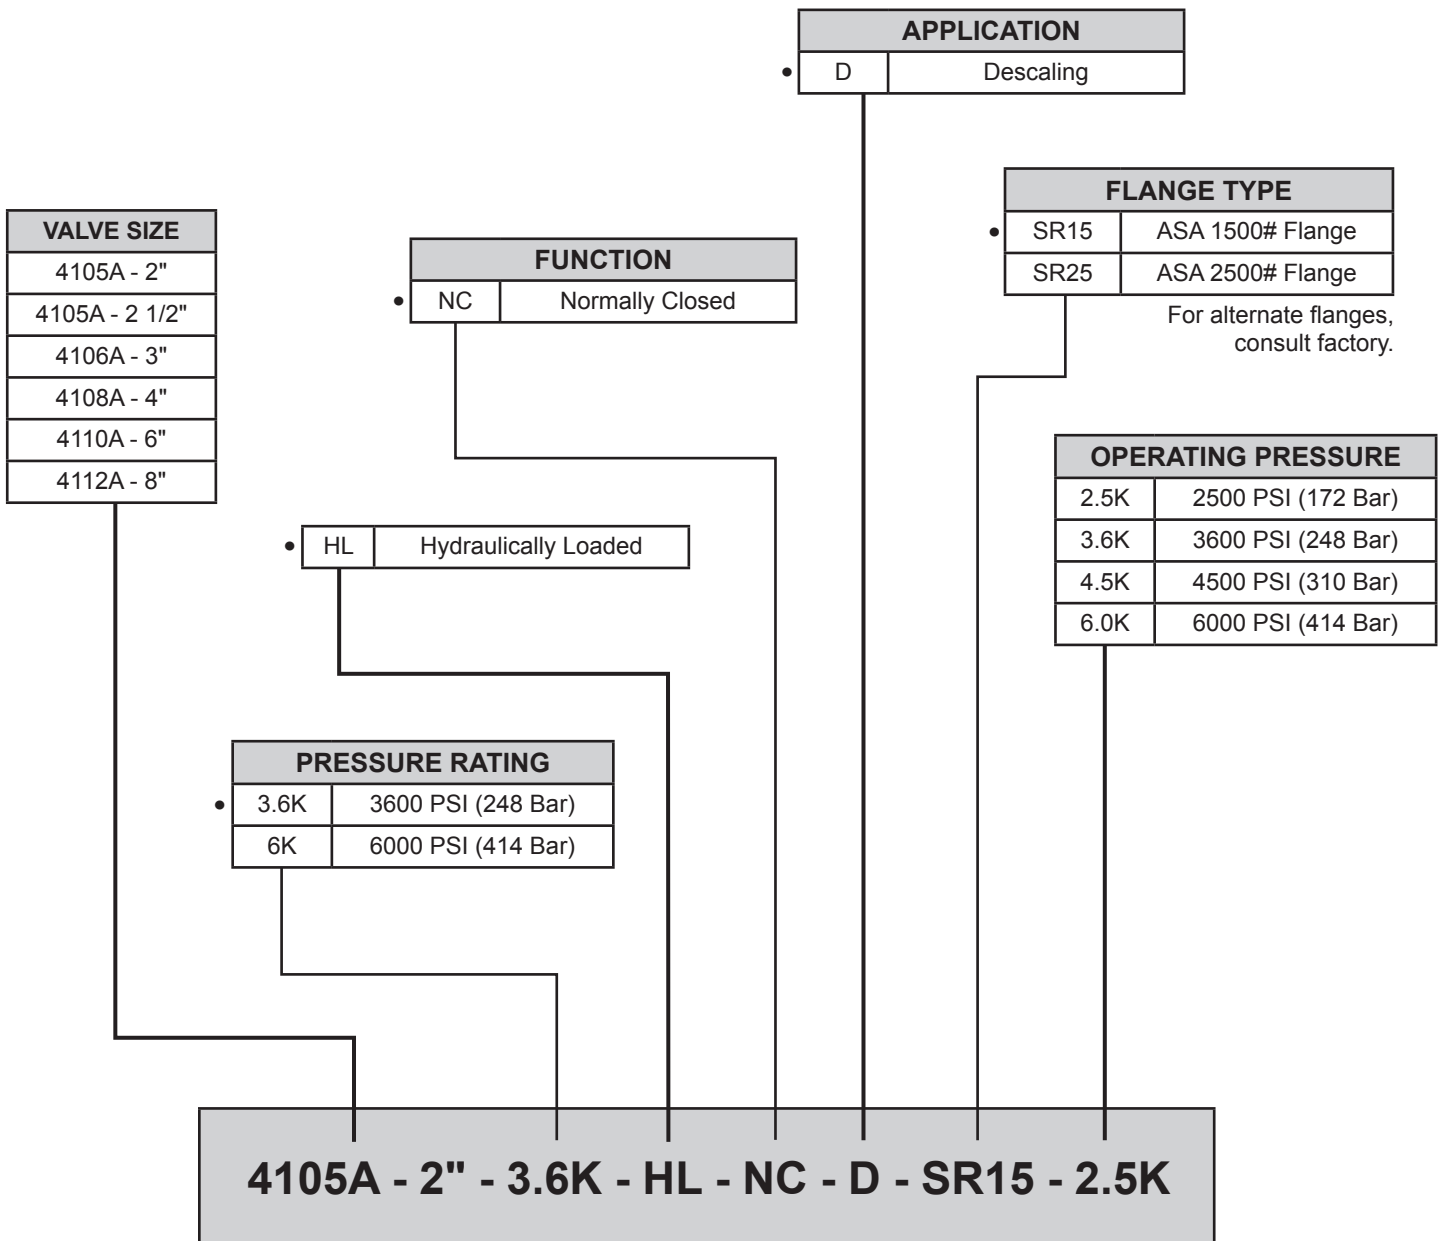 APPLICATION
• D Descaling
FLANGE TYPE
• SR15 ASA 1500# Flange
SR25 ASA 2500# Flange
For alternate flanges,
consult factory.
VALVE SIZE
4105A - 2"
4105A - 2 1/2"
4106A - 3"
4108A - 4"
4110A - 6"
4112A - 8"
FUNCTION
• NC Normally Closed
OPERATING PRESSURE
2.5K 2500 PSI (172 Bar)
3.6K 3600 PSI (248 Bar)
4.5K 4500 PSI (310 Bar)
6.0K 6000 PSI (414 Bar)
• HL Hydraulically Loaded
PRESSURE RATING
• 3.6K 3600 PSI (248 Bar)
6K 6000 PSI (414 Bar)
4105A - 2" - 3.6K - HL - NC - D - SR15 - 2.5K